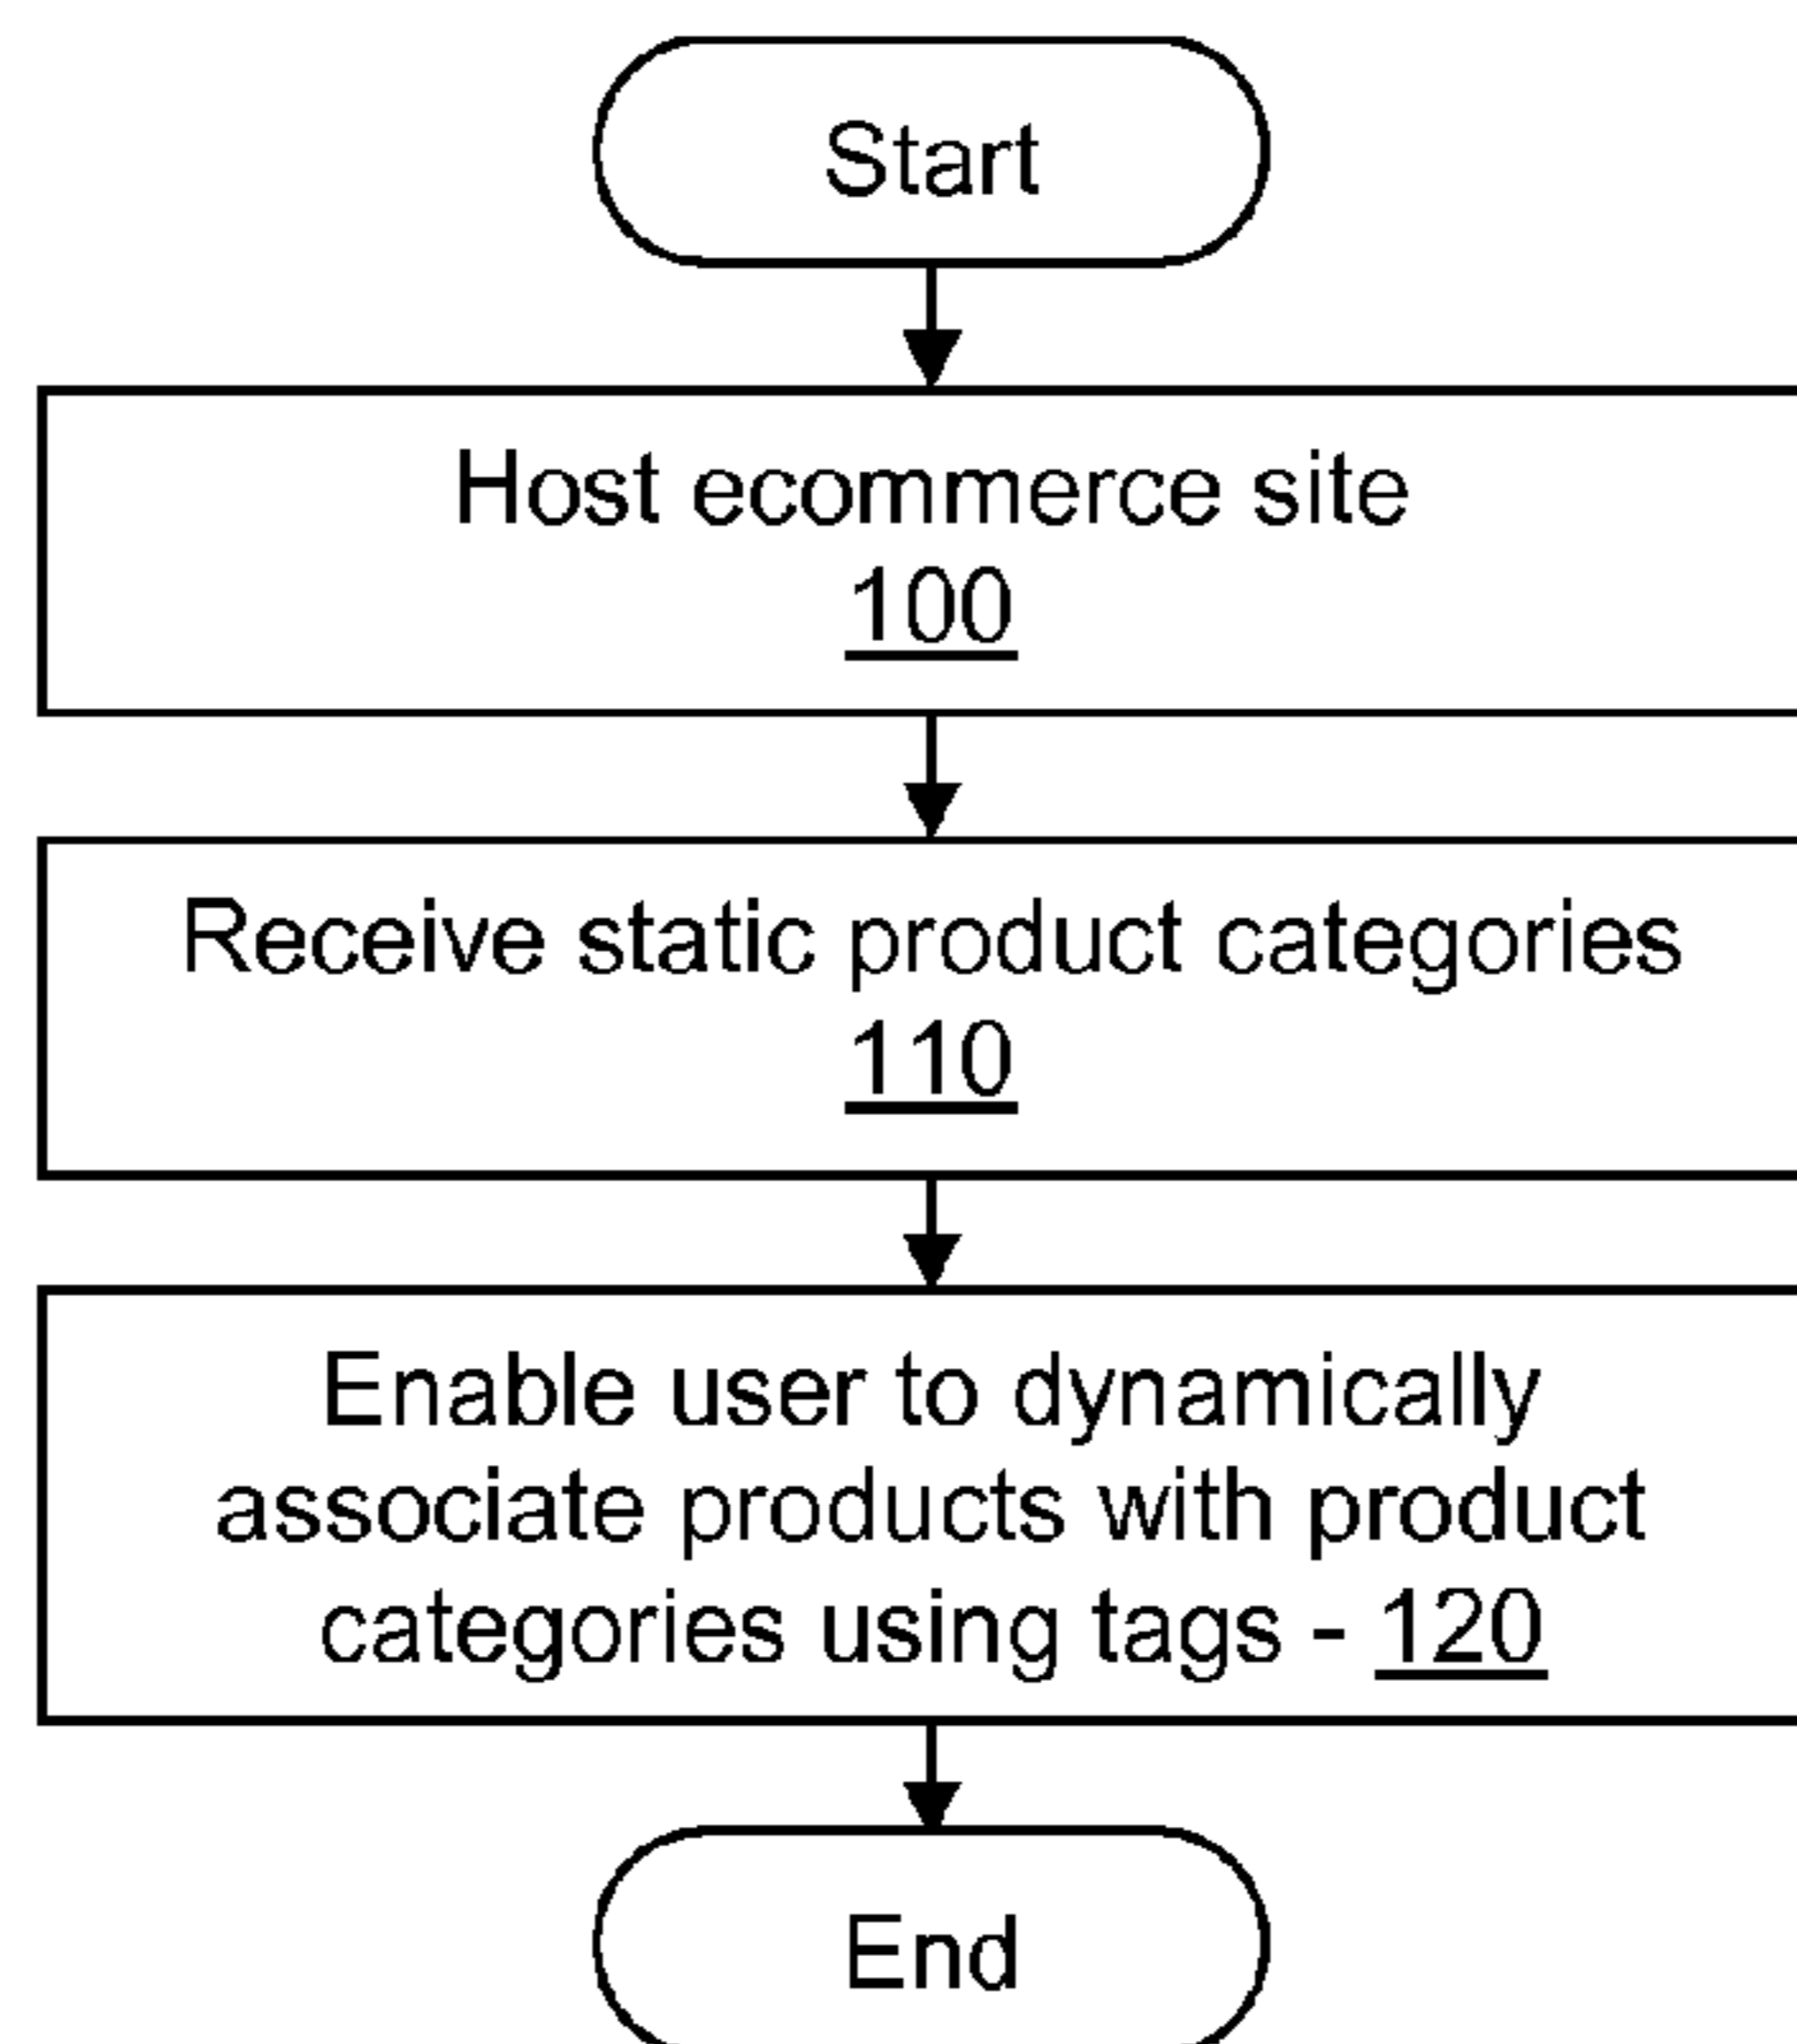 Start
Host ecommerce site
100
Receive static product categories
110
Enable user to dynamically
associate products with product
categories using tags - 120
End